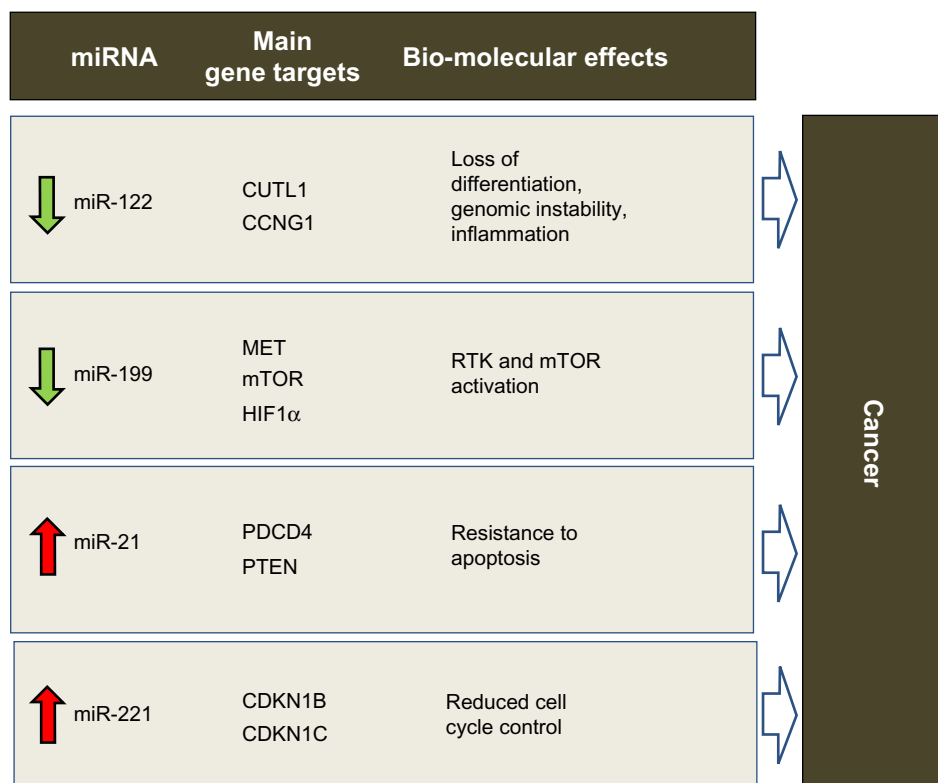 miRNA
Main
gene targets
Bio-molecular effects
miR-122
CUTL1
CCNG1
Loss of
differentiation,
genomic instability,
inflammation
miR-199
MET
mTOR
HIF1α
RTK and mTOR
activation
miR-21
PDCD4
PTEN
Resistance to
apoptosis
miR-221
CDKN1B
CDKN1C
Reduced cell
cycle control
Cancer